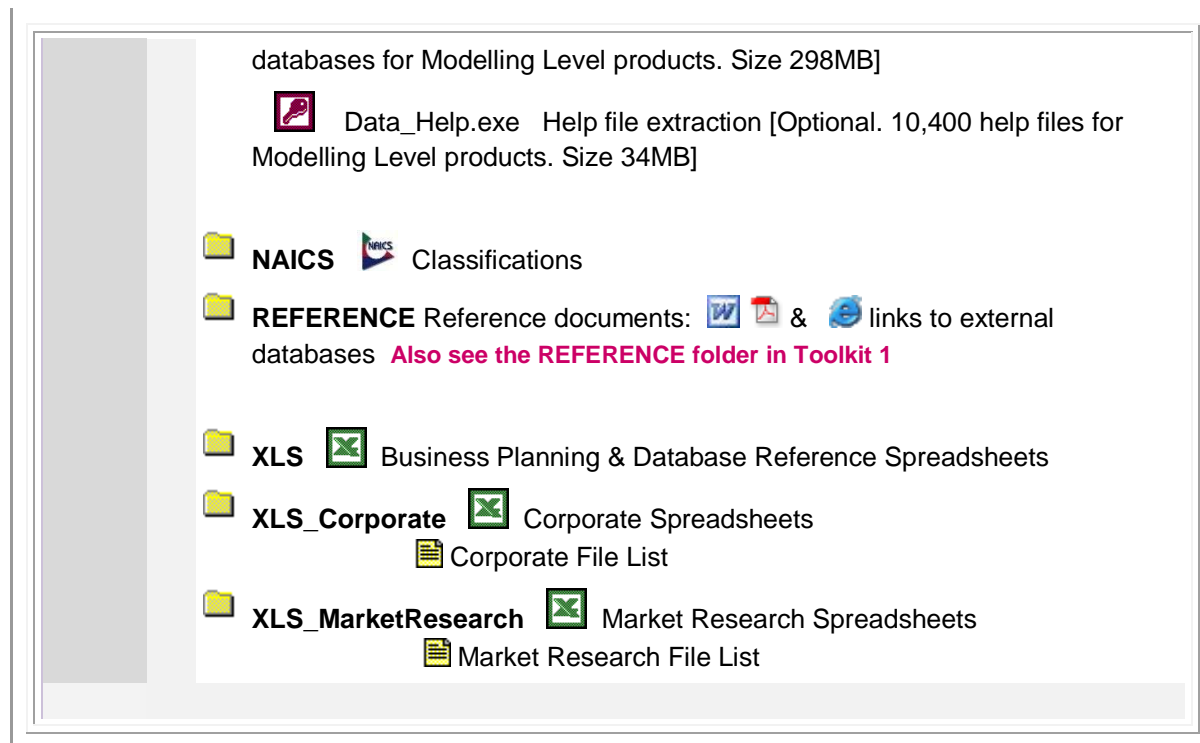 databases for Modelling Level products. Size 298MB]
Data_Help.exe Help file extraction [Optional. 10,400 help files for
Modelling Level products. Size 34MB]
NAICS NAICS Classifications
REFERENCE Reference documents: W & links to external
databases Also see the REFERENCE folder in Toolkit 1
XLS Business Planning & Database Reference Spreadsheets
XLS_Corporate Corporate Spreadsheets
Corporate File List
XLS_MarketResearch Market Research Spreadsheets
Market Research File List